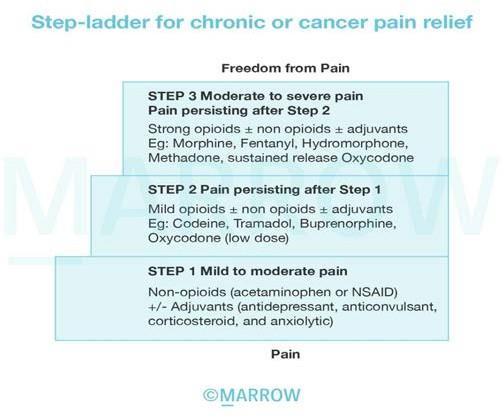 Step-ladder for chronic or cancer pain relief
Freedom from Pain
STEP 3 Moderate to severe pain
Pain persisting after Step 2
Strong opioids ± non opioids ± adjuvants
Eg: Morphine, Fentanyl, Hydromorphone,
Methadone, sustained release Oxycodone
STEP 2 Pain persisting after Step 1
Mild opioids ± non opioids ± adjuvants
Eg: Codeine, Tramadol, Buprenorphine,
Oxycodone (low dose)
STEP 1 Mild to moderate pain
Non-opioids (acetaminophen or NSAID)
+/- Adjuvants (antidepressant, anticonvulsant,
corticosteroid, and anxiolytic)
Pain
©MARROW
MARROW